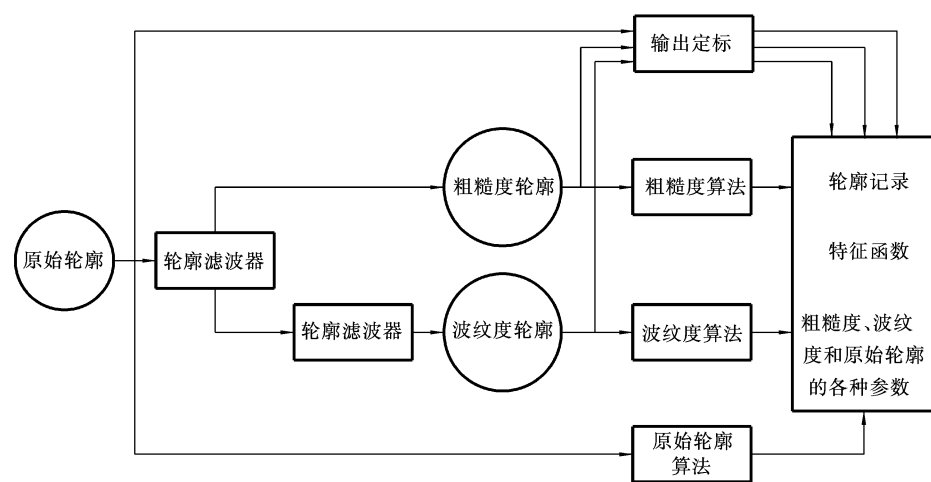 输出定标
粗糙度轮廓
粗糙度算法
轮廓记录
原始轮廓
轮廓滤波器
特征函数
轮廓滤波器
波纹度轮廓
波纹度算法
粗糙度、波纹
度和原始轮廓
的各种参数
原始轮廓
算法